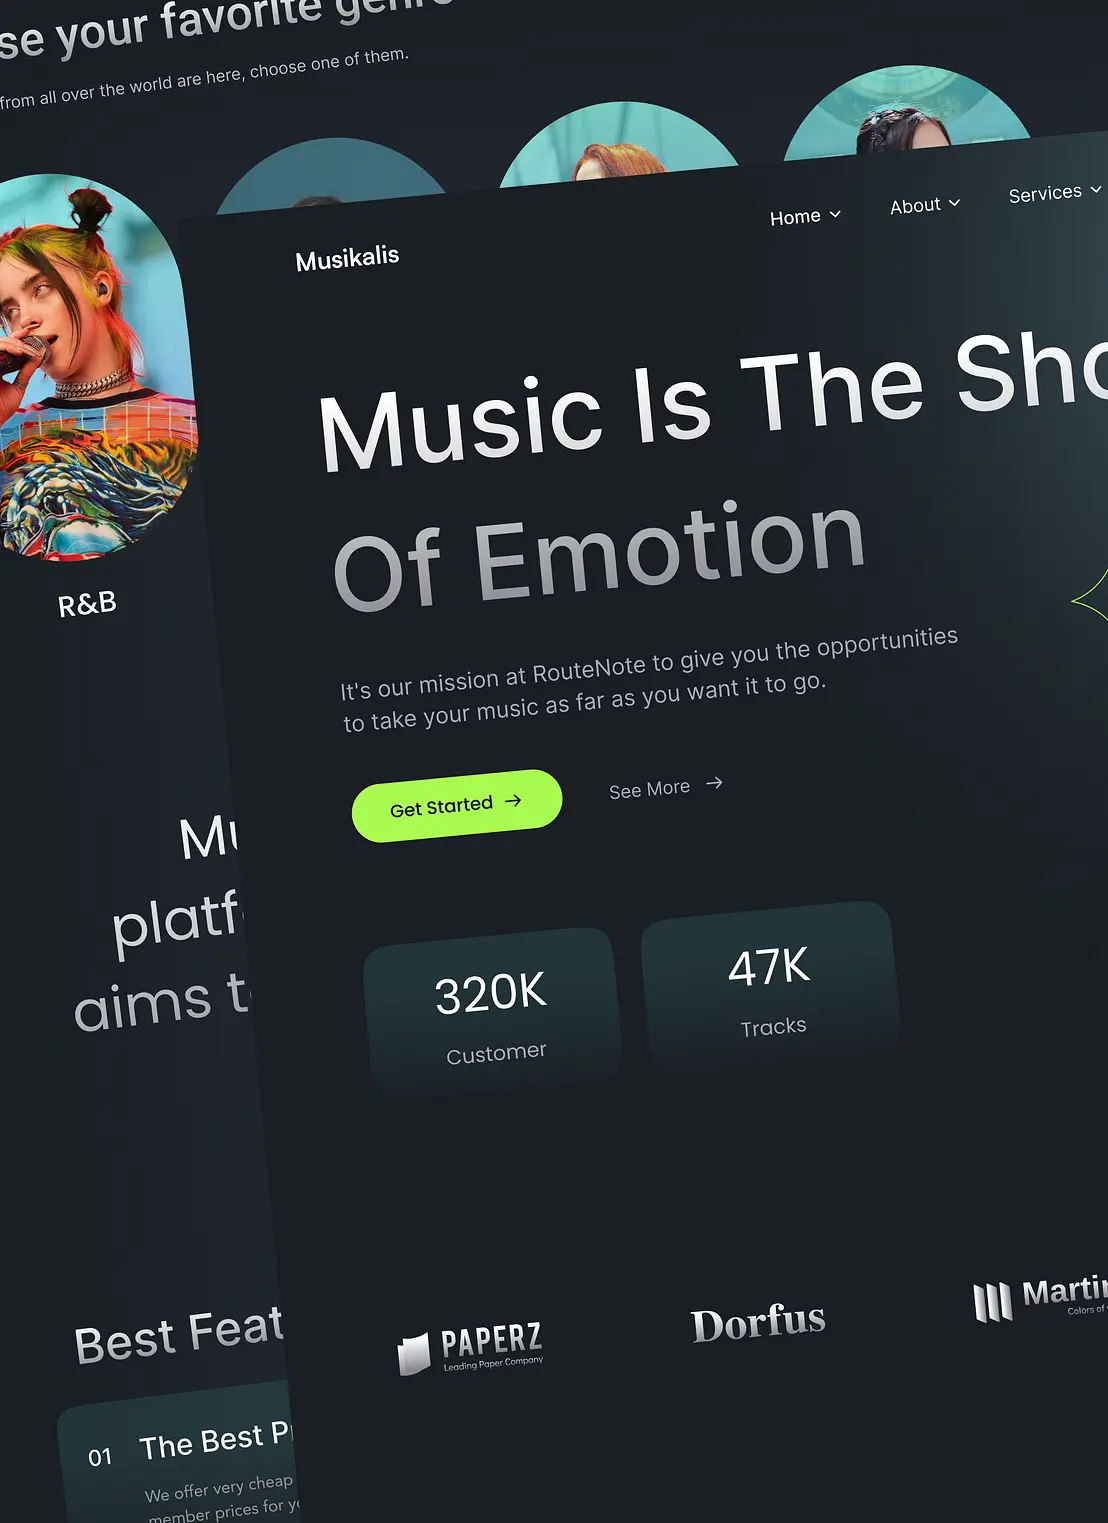 se your favorite genre
from all over the world are here, choose one of them.
R&B
Musikalis
Home
About
Services
Music Is The Sho
Of Emotion
It's our mission at RouteNote to give you the opportunities
to take your music as far as you want it to go.
Get Started →
See More →
320K
Customer
47K
Tracks
Mu
platf
aims t
PAPERZ
Leading Paper Company
Dorfus
Martin
Colors of
Best Feat
01
The Best P
We offer very cheap
member prices for yo